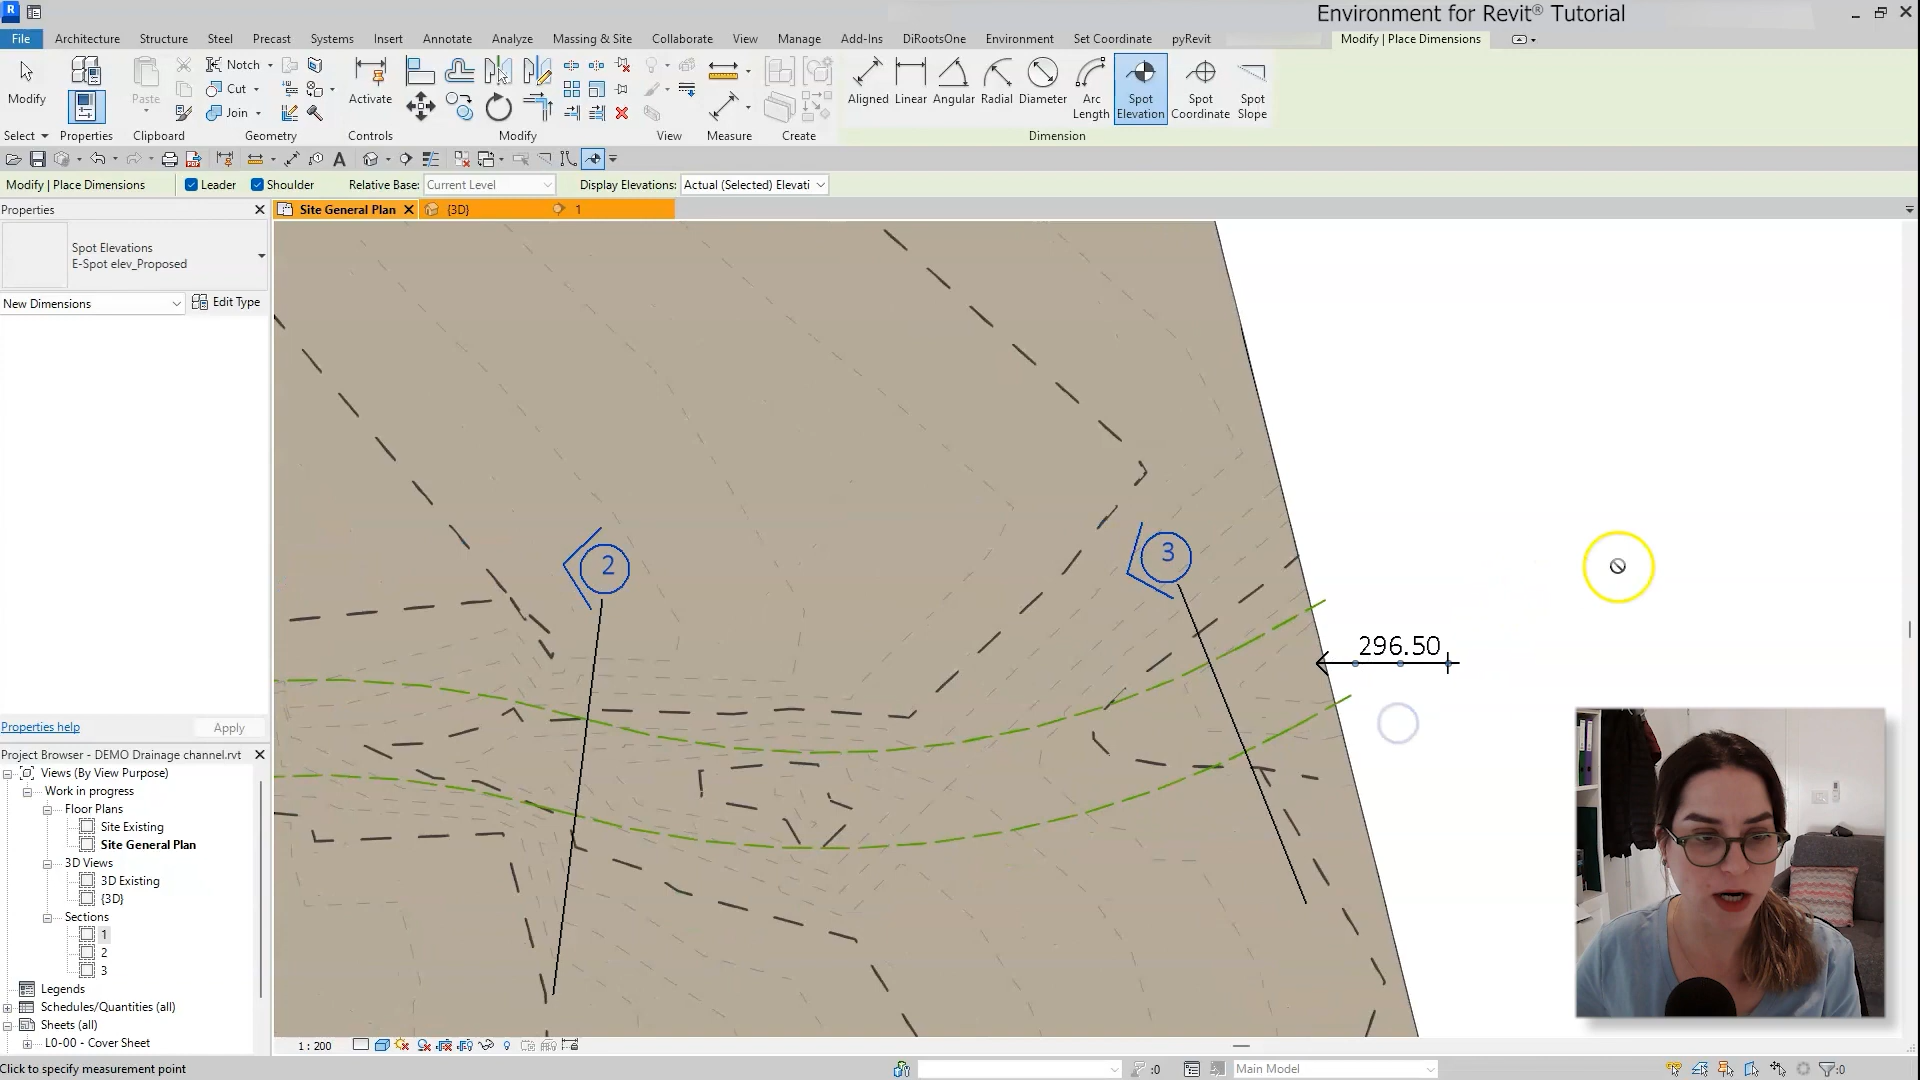 Environment for Revit® Tutorial
File Architecture Structure Steel Precast Systems Insert Annotate Analyze Massing & Site Collaborate View Manage Add-Ins DiRootsOne Environment Set Coordinate pyRevit Modify | Place Dimensions
Modify Paste Notch Cut Join Activate Aligned Linear Angular Radial Diameter Arc Length Spot Elevation Spot Coordinate Spot Slope
Select Properties Clipboard Geometry Controls Modify View Measure Create Dimension
Modify | Place Dimensions Leader Shoulder Relative Base: Current Level Display Elevations: Actual (Selected) Elevati
Properties
Site General Plan {3D} 1
Spot Elevations
E-Spot elev_Proposed
New Dimensions Edit Type
2
3
296.50
Properties help Apply
Project Browser - DEMO Drainage channel.rvt
Views (By View Purpose)
Work in progress
Floor Plans
Site Existing
Site General Plan
3D Views
3D Existing
{3D}
Sections
1
2
3
Legends
Schedules/Quantities (all)
Sheets (all)
L0-00 - Cover Sheet
1 : 200
Click to specify measurement point :0 Main Model :0